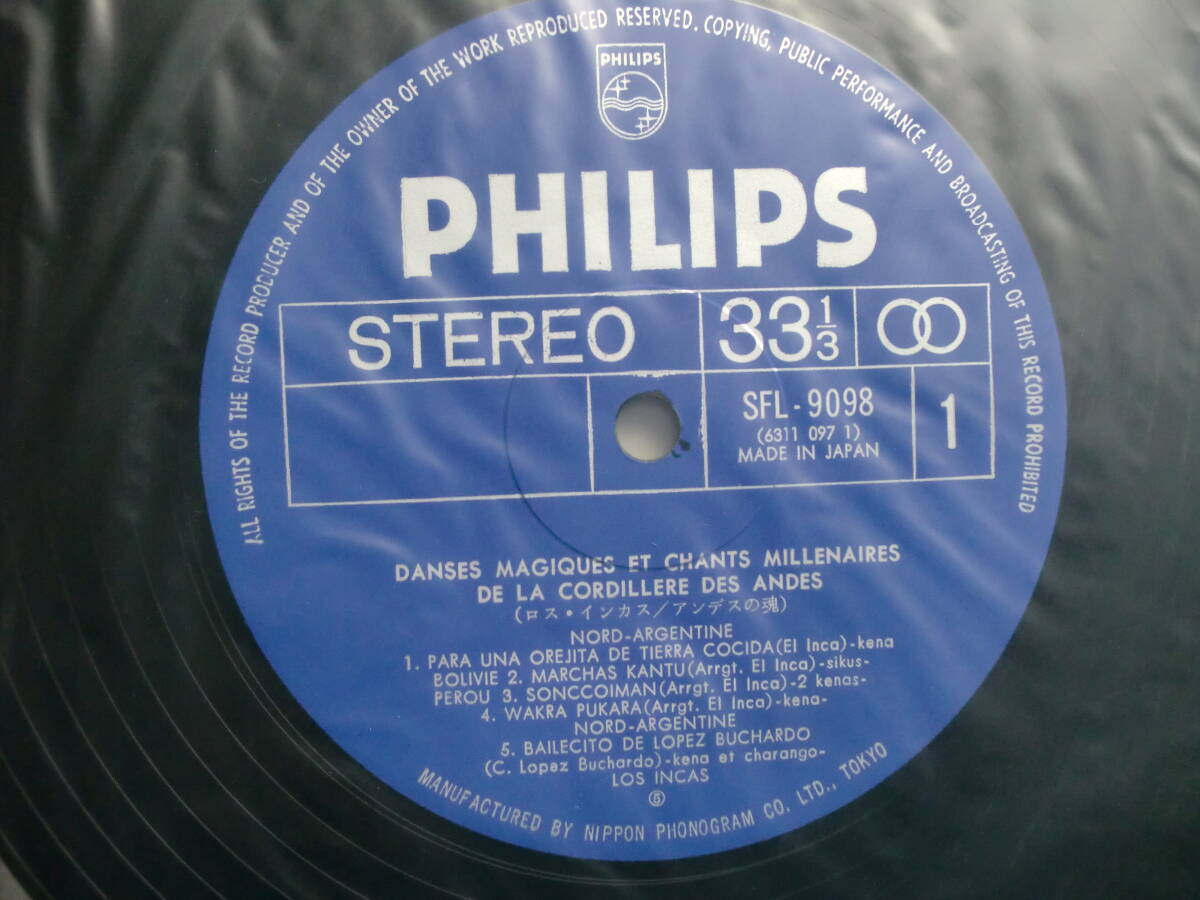 ALL RIGHTS OF THE RECORD PRODUCER AND OF THE OWNER OF THE WORK REPRODUCED RESERVED. COPYING, PUBLIC PERFORMANCE AND BROADCASTING OF THIS RECORD PROHIBITED
PHILIPS
PHILIPS
STEREO
33 1/3
SFL-9098
(6311 097 1)
MADE IN JAPAN
1
DANSES MAGIQUES ET CHANTS MILLENAIRES
DE LA CORDILLERE DES ANDES
(ロス・インカス/アンデスの魂)
NORD-ARGENTINE
1. PARA UNA OREJITA DE TIERRA COCIDA(El Inca)-kena
BOLIVIE 2. MARCHAS KANTU(Arrgt. El Inca)-sikus-
PEROU 3. SONCCOIMAN(Arrgt. El Inca)-2 kenas-
4. WAKRA PUKARA(Arrgt. El Inca)-kena-
NORD-ARGENTINE
5. BAILECITO DE LOPEZ BUCHARDO
(C. Lopez Buchardo)-kena et charango-
LOS INCAS
MANUFACTURED BY NIPPON PHONOGRAM CO. LTD., TOKYO